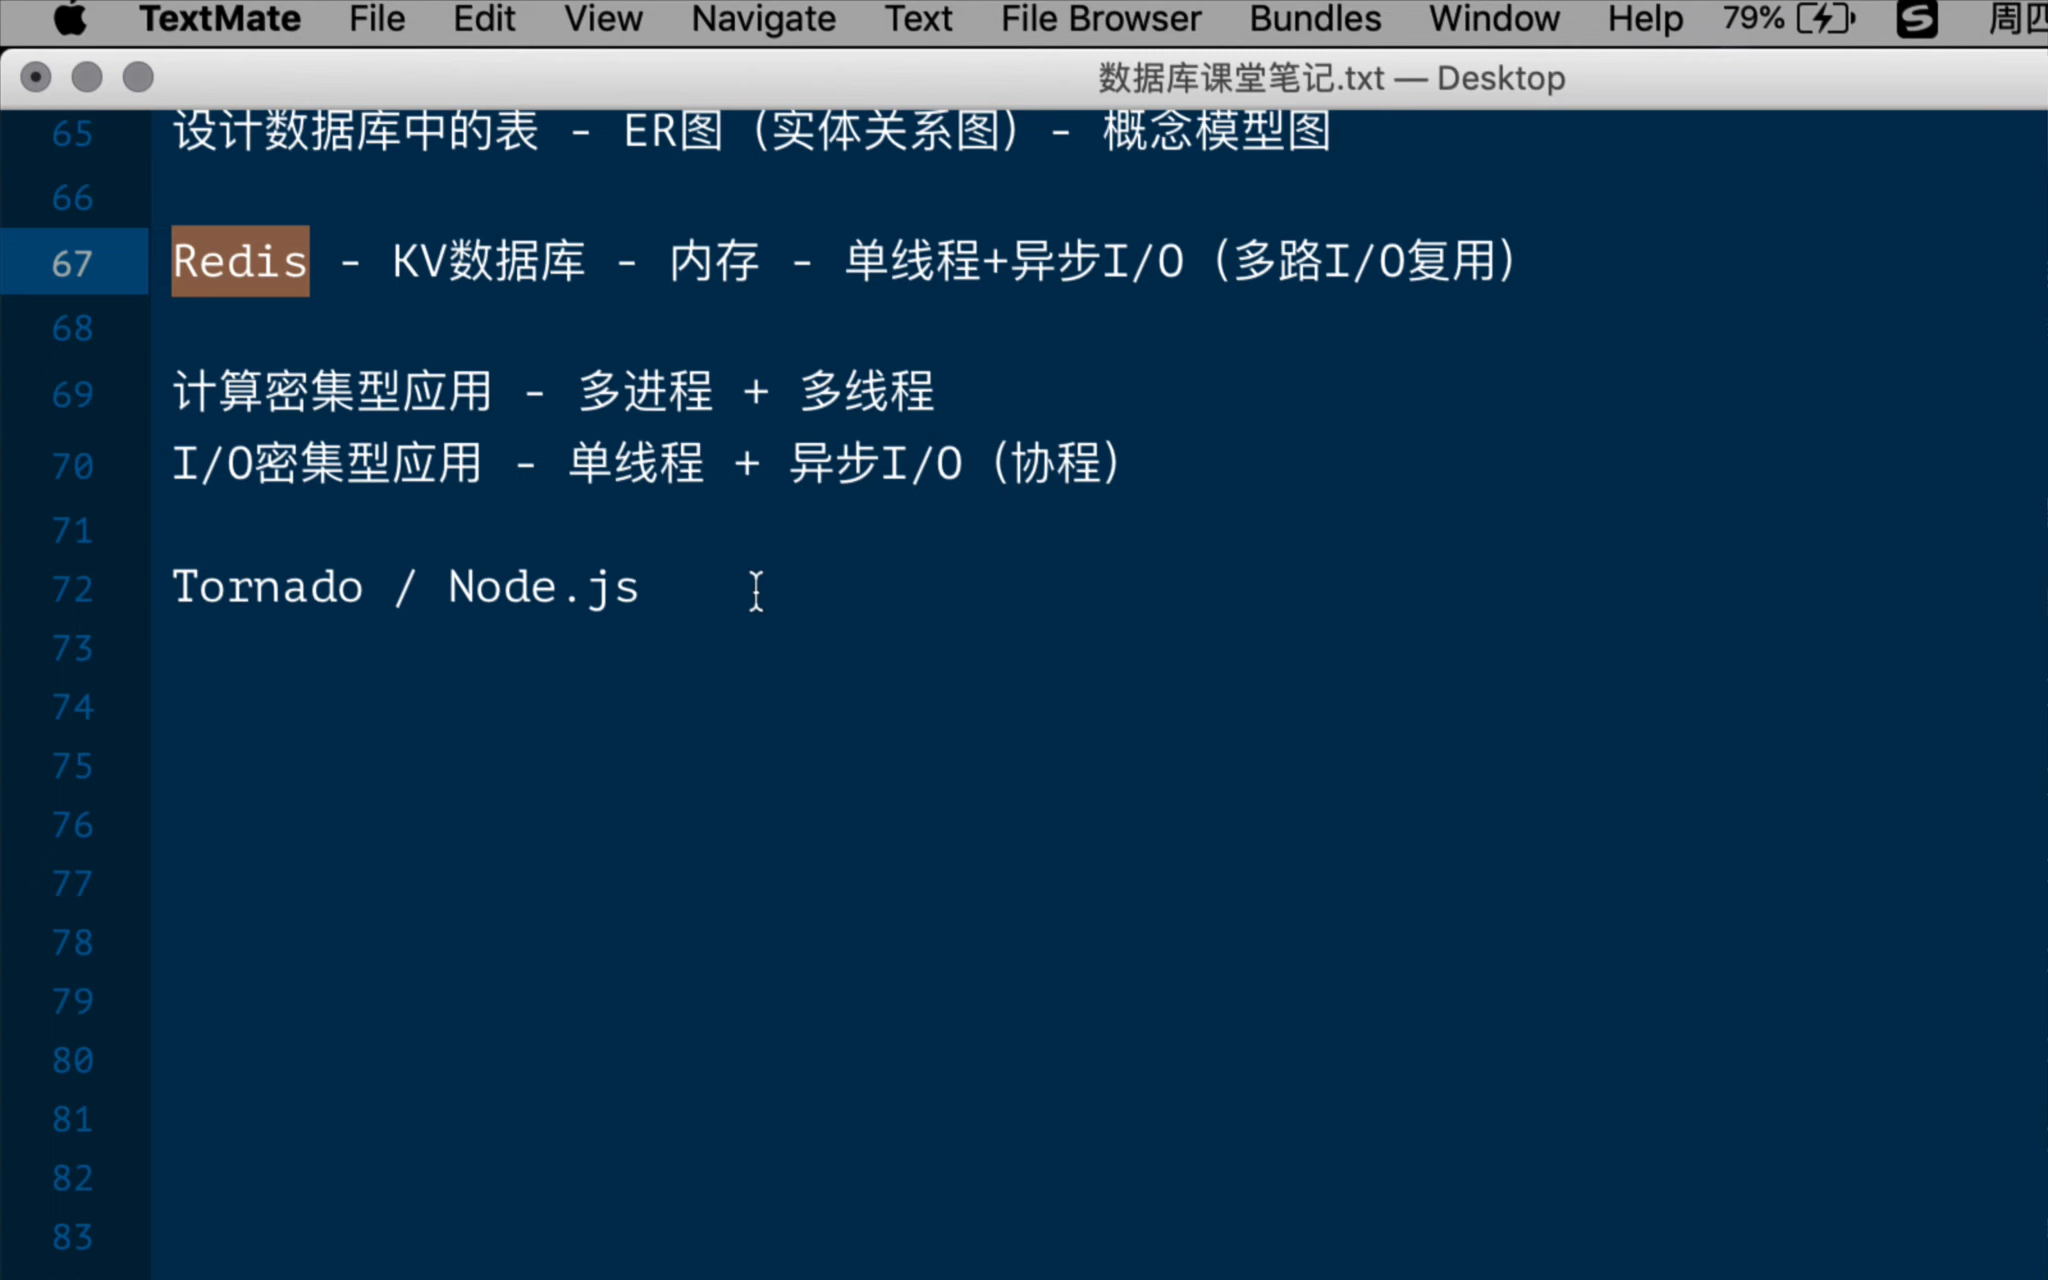 TextMate File Edit View Navigate Text File Browser Bundles Window Help 79% 周四
数据库课堂笔记.txt — Desktop
65 设计数据库中的表 - ER图（实体关系图）- 概念模型图
66
67 Redis - KV数据库 - 内存 - 单线程+异步I/O（多路I/O复用）
68
69 计算密集型应用 - 多进程 + 多线程
70 I/O密集型应用 - 单线程 + 异步I/O（协程）
71
72 Tornado / Node.js
73
74
75
76
77
78
79
80
81
82
83